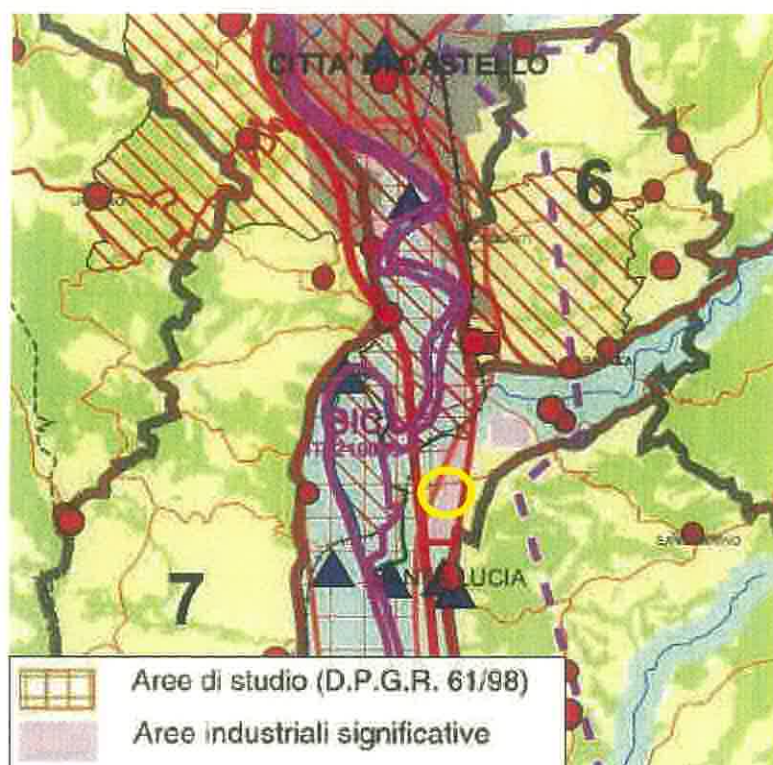 CITTA' DI CASTELLO
6
SIC
7
LUCIA
Aree di studio (D.P.G.R. 61/98)
Aree industriali significative